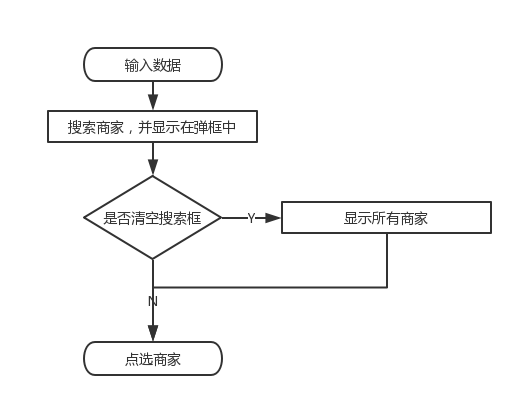 输入数据
搜索商家，并显示在弹框中
是否清空搜索框
Y
显示所有商家
N
点选商家